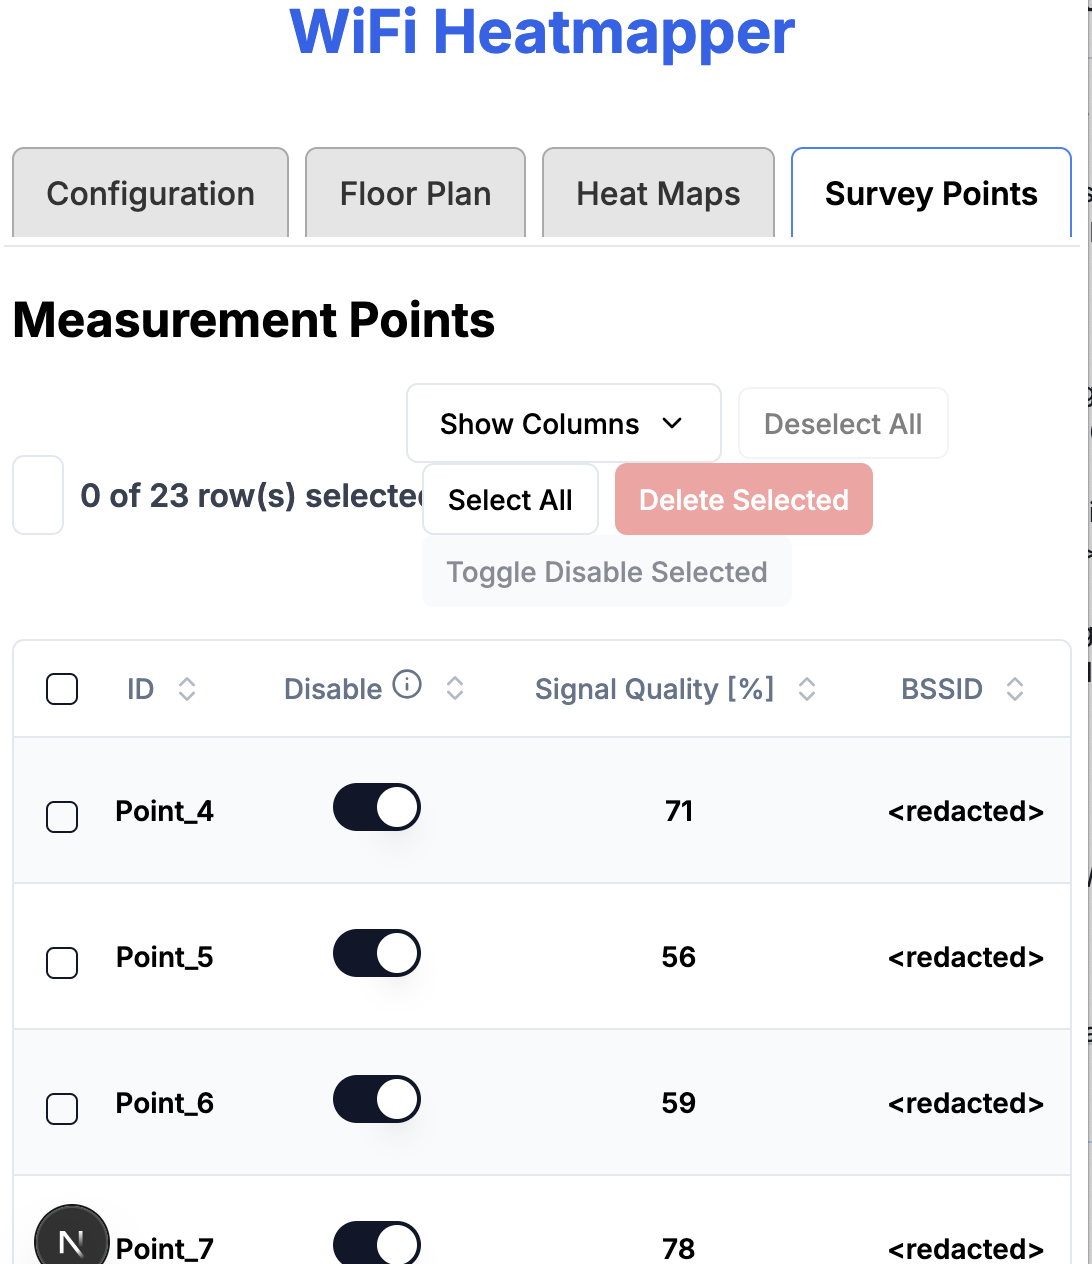 WiFi Heatmapper
Configuration
Floor Plan
Heat Maps
Survey Points
Measurement Points
Show Columns
Deselect All
0 of 23 row(s) selected
Select All
Delete Selected
Toggle Disable Selected
ID Disable Signal Quality [%] BSSID
Point_4 71 <redacted>
Point_5 56 <redacted>
Point_6 59 <redacted>
N
Point_7 78 <redacted>